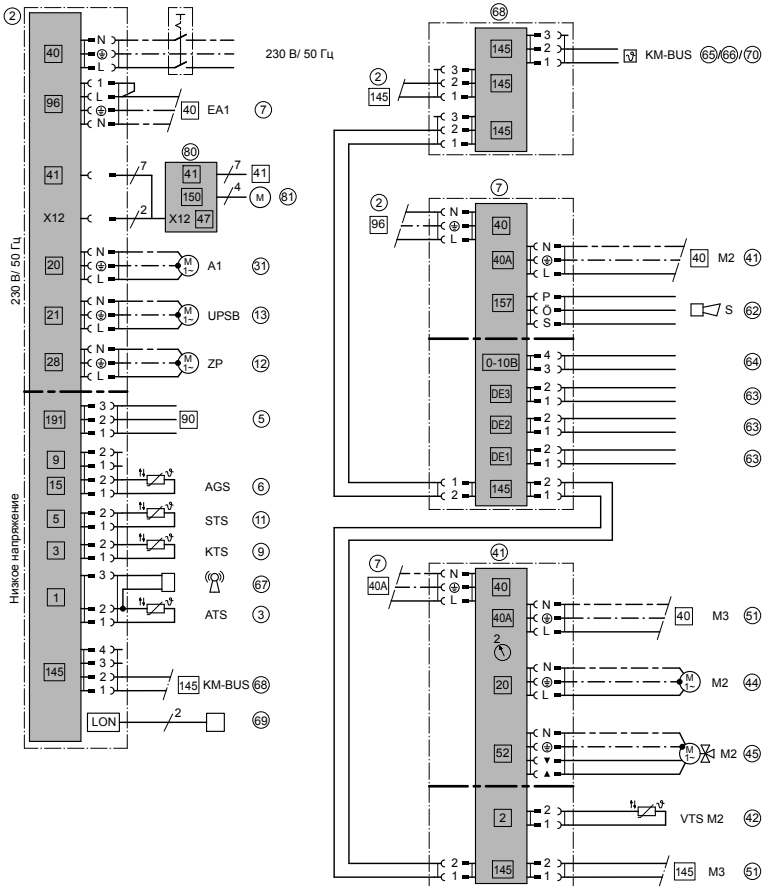 2
230 В/ 50 Гц
Низкое напряжение
40
N
L
230 В/ 50 Гц
96
1
L
N
40 EA1 7
41
7
X12
2
80
41
150
X12 47
7 41
4 M 81
20
N
L
M 1~ A1 31
21
N
L
M 1~ UPSB 13
28
N
L
M 1~ ZP 12
191
3
2
1
90 5
9
2
1
15
2
1
ϑ AGS 6
5
2
1
ϑ STS 11
3
2
1
ϑ KTS 9
1
3
67
2
1
ϑ ATS 3
145
4
3
2
1
145 KM-BUS 68
LON 2 69
68
145
3
2
1
ϑ KM-BUS 65/66/70
2
145
3
2
1
145
3
2
1
145
7
2
96
N
L
40
40A
N
L
40 M2 41
157
P
Ö
S
S 62
0-10В
4
3
64
DE3
2
1
63
DE2
2
1
63
DE1
2
1
63
1
2
145
2
1
41
7
40A
N
L
40
40A
N
L
40 M3 51
2
20
N
L
M 1~ M2 44
52
N
▼
▲
M 1~ M2 45
2
2
1
ϑ VTS M2 42
2
1
145
2
1
145 M3 51